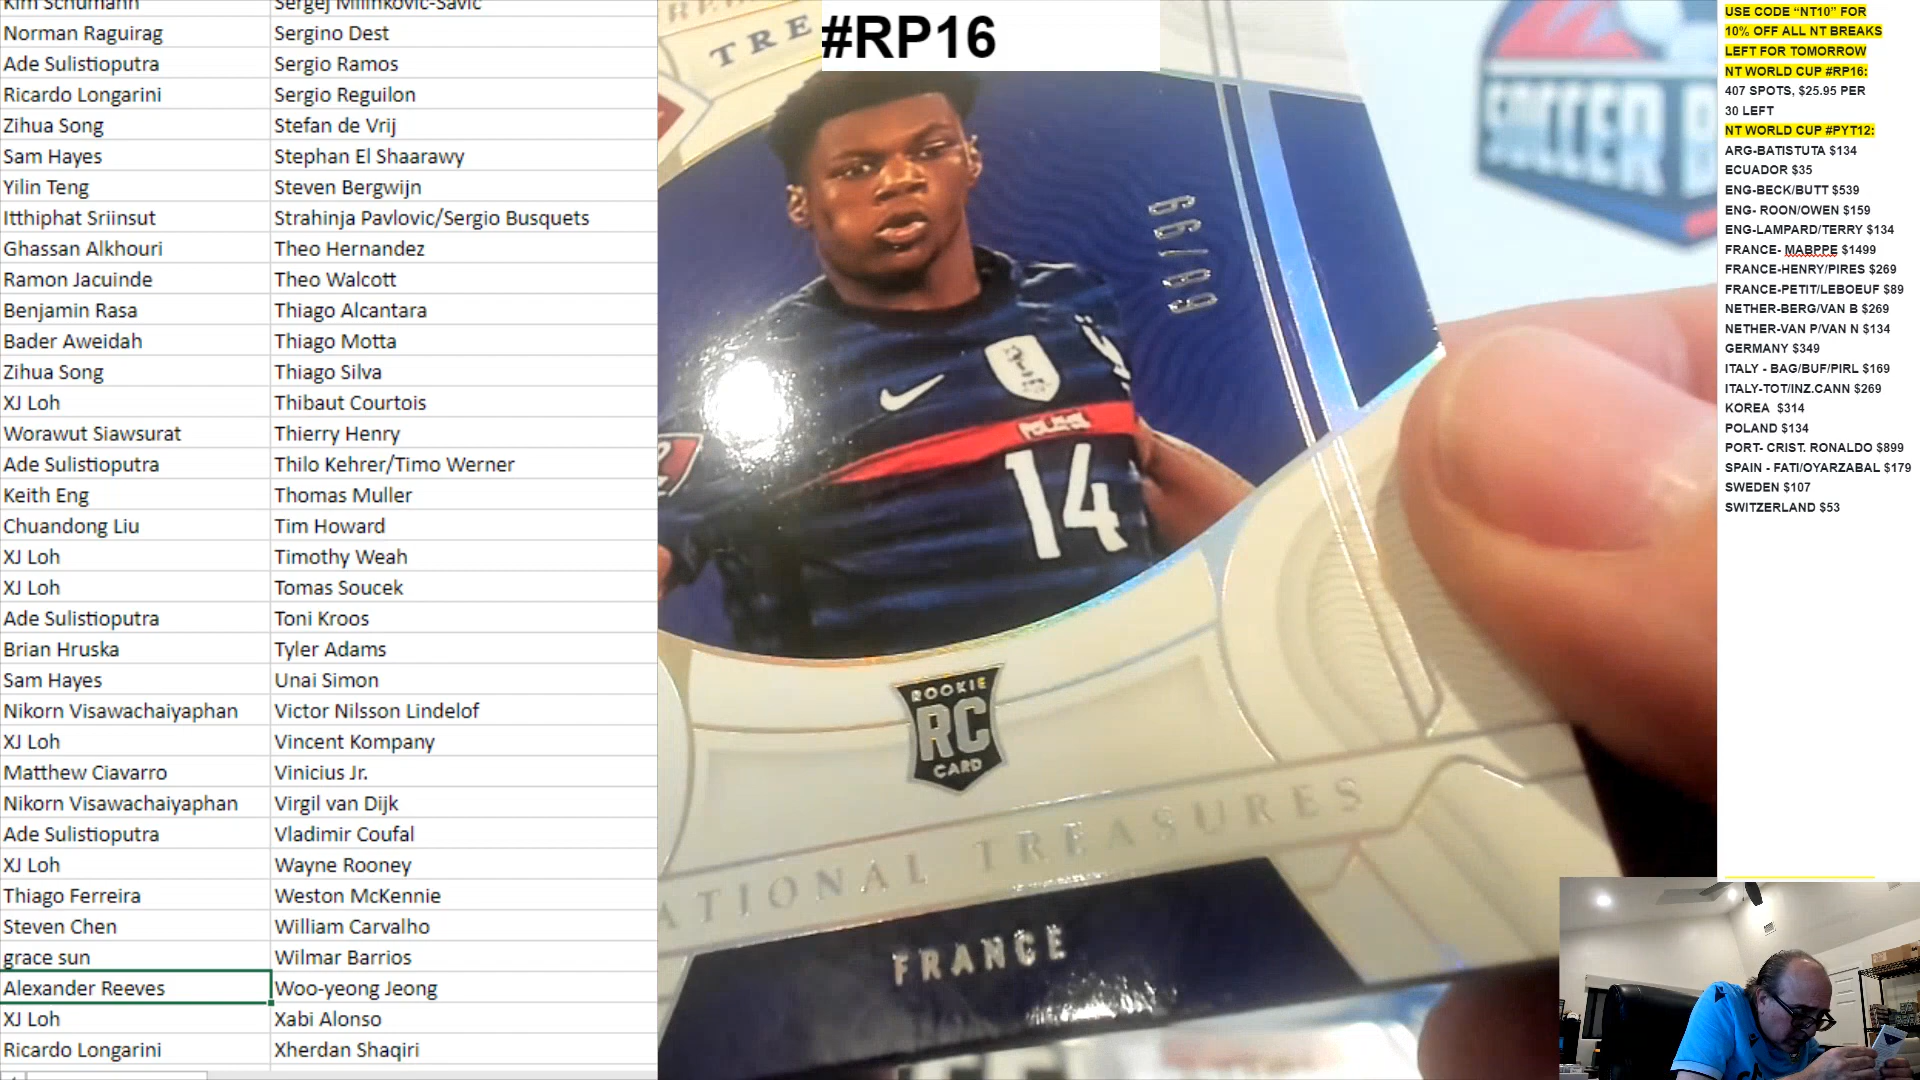 Kim Schumann Sergej Milinkovic-Savic
Norman Raguirag Sergino Dest
Ade Sulistioputra Sergio Ramos
Ricardo Longarini Sergio Reguilon
Zihua Song Stefan de Vrij
Sam Hayes Stephan El Shaarawy
Yilin Teng Steven Bergwijn
Itthiphat Sriinsut Strahinja Pavlovic/Sergio Busquets
Ghassan Alkhouri Theo Hernandez
Ramon Jacuinde Theo Walcott
Benjamin Rasa Thiago Alcantara
Bader Aweidah Thiago Motta
Zihua Song Thiago Silva
XJ Loh Thibaut Courtois
Worawut Siawsurat Thierry Henry
Ade Sulistioputra Thilo Kehrer/Timo Werner
Keith Eng Thomas Muller
Chuandong Liu Tim Howard
XJ Loh Timothy Weah
XJ Loh Tomas Soucek
Ade Sulistioputra Toni Kroos
Brian Hruska Tyler Adams
Sam Hayes Unai Simon
Nikorn Visawachaiyaphan Victor Nilsson Lindelof
XJ Loh Vincent Kompany
Matthew Ciavarro Vinicius Jr.
Nikorn Visawachaiyaphan Virgil van Dijk
Ade Sulistioputra Vladimir Coufal
XJ Loh Wayne Rooney
Thiago Ferreira Weston McKennie
Steven Chen William Carvalho
grace sun Wilmar Barrios
Alexander Reeves Woo-yeong Jeong
XJ Loh Xabi Alonso
Ricardo Longarini Xherdan Shaqiri
#RP16
TRE
14
ROOKIE
RC
CARD
ATIONAL TREASURES
FRANCE
SOCCER B
USE CODE “NT10” FOR
10% OFF ALL NT BREAKS
LEFT FOR TOMORROW
NT WORLD CUP #RP16:
407 SPOTS, $25.95 PER
30 LEFT
NT WORLD CUP #PYT12:
ARG-BATISTUTA $134
ECUADOR $35
ENG-BECK/BUTT $539
ENG- ROON/OWEN $159
ENG-LAMPARD/TERRY $134
FRANCE- MABPPE $1499
FRANCE-HENRY/PIRES $269
FRANCE-PETIT/LEBOEUF $89
NETHER-BERG/VAN B $269
NETHER-VAN P/VAN N $134
GERMANY $349
ITALY - BAG/BUF/PIRL $169
ITALY-TOT/INZ.CANN $269
KOREA $314
POLAND $134
PORT- CRIST. RONALDO $899
SPAIN - FATI/OYARZABAL $179
SWEDEN $107
SWITZERLAND $53